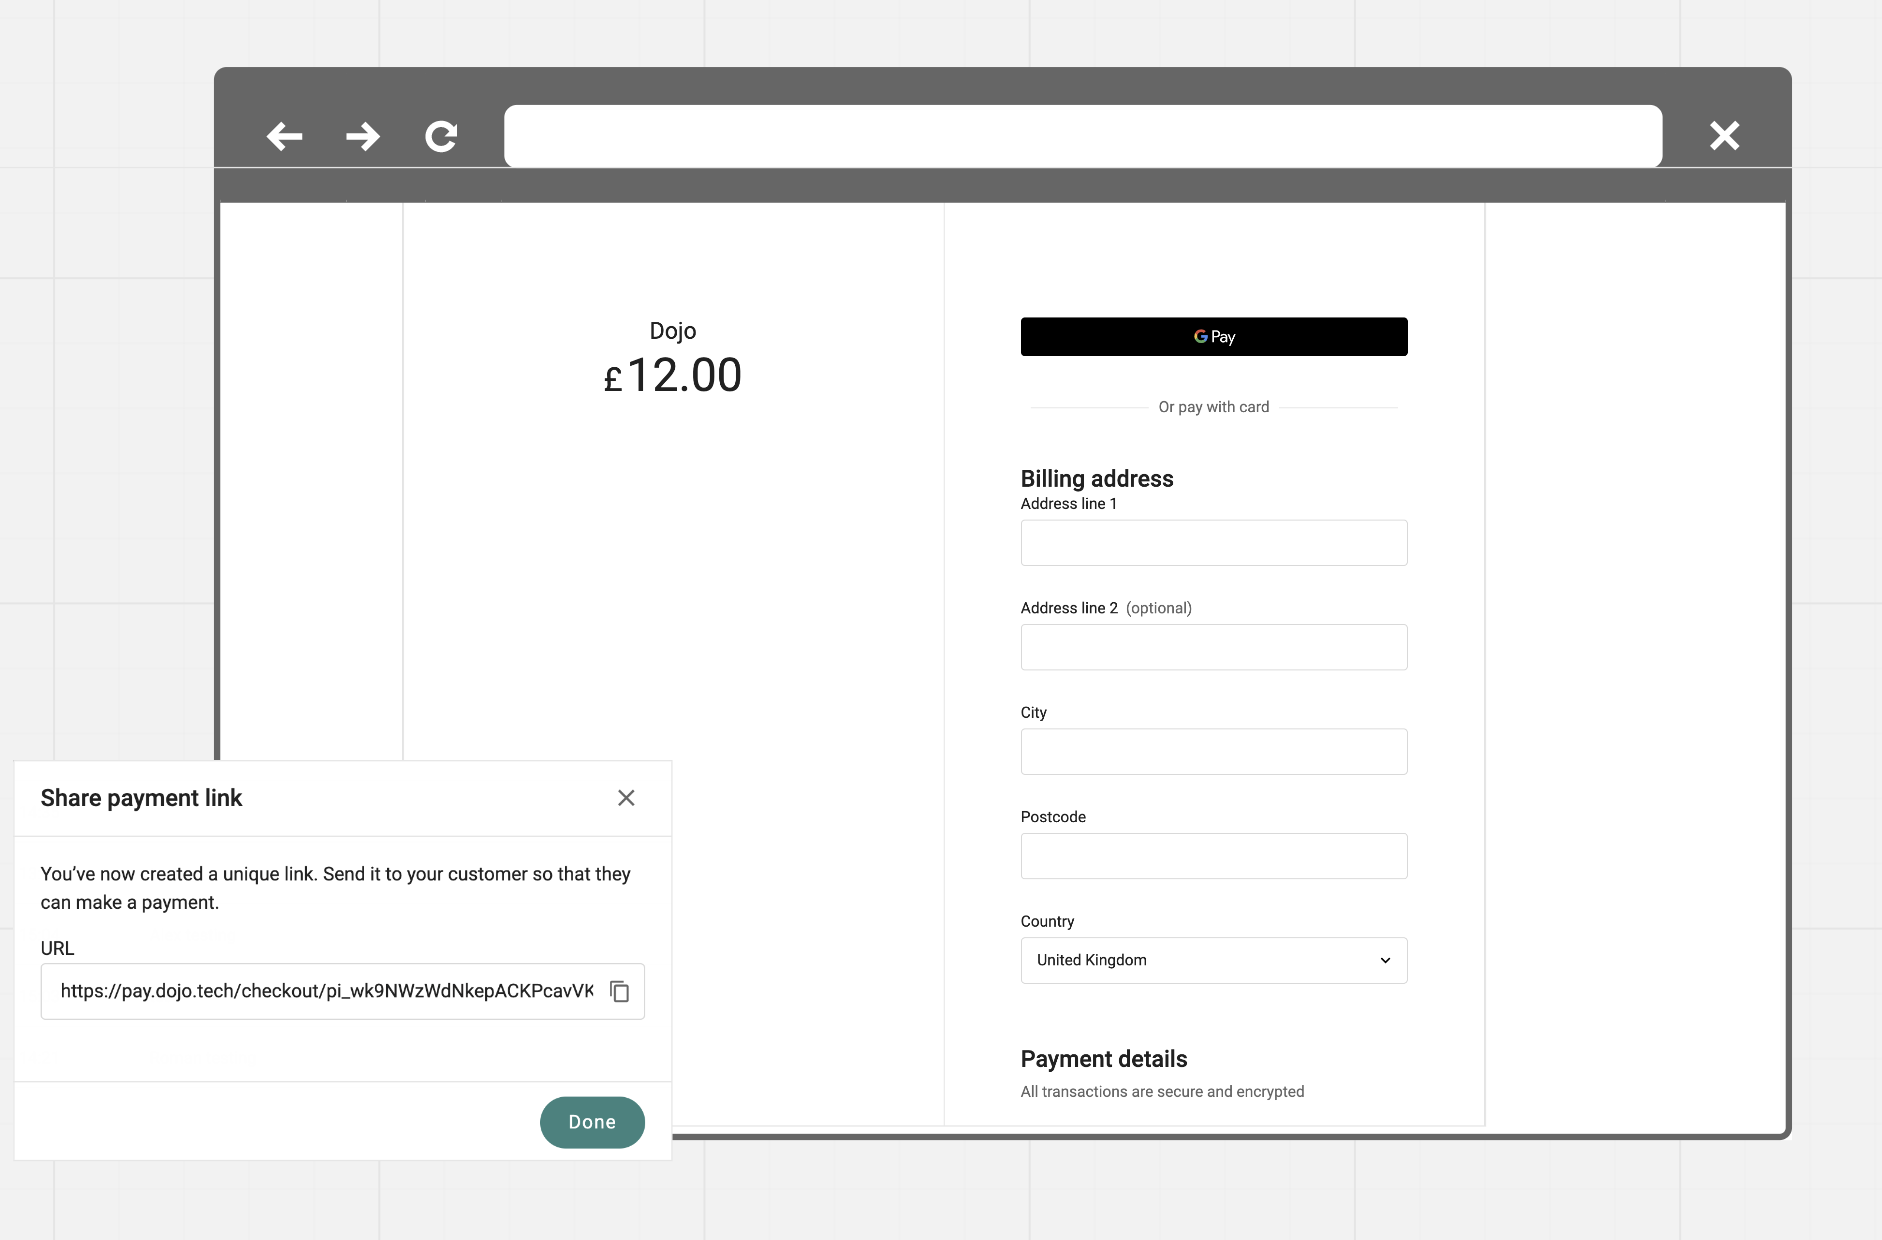 Dojo
£12.00
G Pay
Or pay with card
Billing address
Address line 1
Address line 2 (optional)
City
Postcode
Country
United Kingdom
Payment details
All transactions are secure and encrypted
Share payment link
You've now created a unique link. Send it to your customer so that they
can make a payment.
URL
https://pay.dojo.tech/checkout/pi_wk9NWzWdNkepACKPcavVK
Done